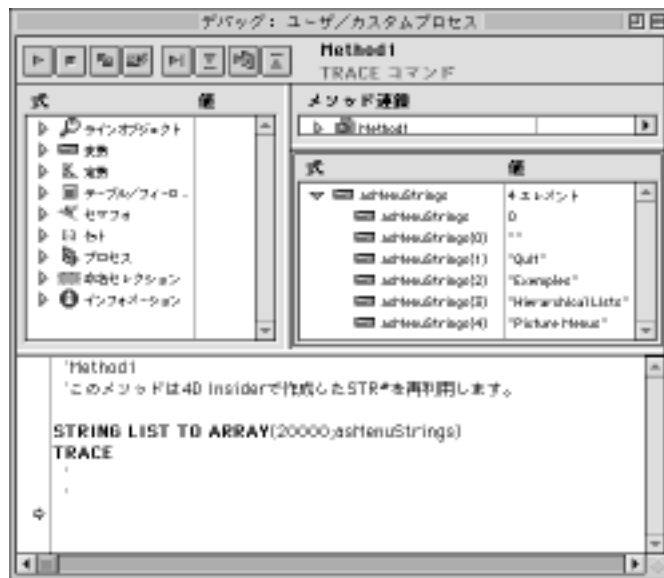 デバッグ: ユーザ/カスタムプロセス
Method1
TRACE コマンド
式 値
ラインオブジェクト
変数
定数
テーブル/フィーロ...
セマフォ
セット
プロセス
命名セレクション
インフォメーション
メソッド連鎖
Method1
式 値
asMenuStrings 4 エレメント
asMenuStrings 0
asMenuStrings{0} ""
asMenuStrings{1} "Quit"
asMenuStrings{2} "Examples"
asMenuStrings{3} "Hierarchical Lists"
asMenuStrings{4} "Picture Menus"
`Method1
`このメソッドは4D Insiderで作成したSTR#を再利用します。
STRING LIST TO ARRAY(20000;asMenuStrings)
TRACE
`
`